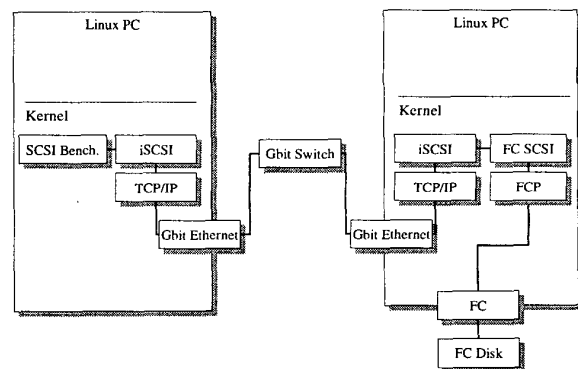 Linux PC
Kernel
SCSI Bench.
iSCSI
TCP/IP
Gbit Ethernet
Gbit Switch
Linux PC
Kernel
iSCSI
FC SCSI
TCP/IP
FCP
Gbit Ethernet
FC
FC Disk